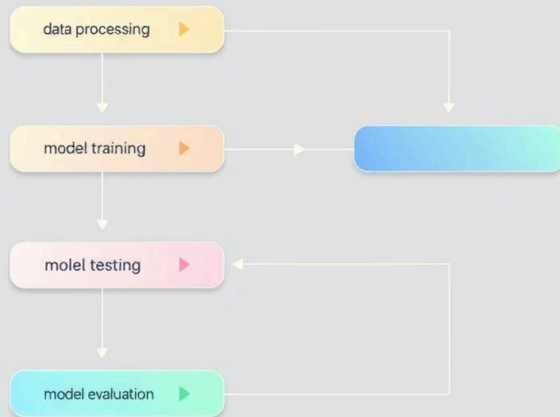 data processing
model training
molel testing
model evaluation